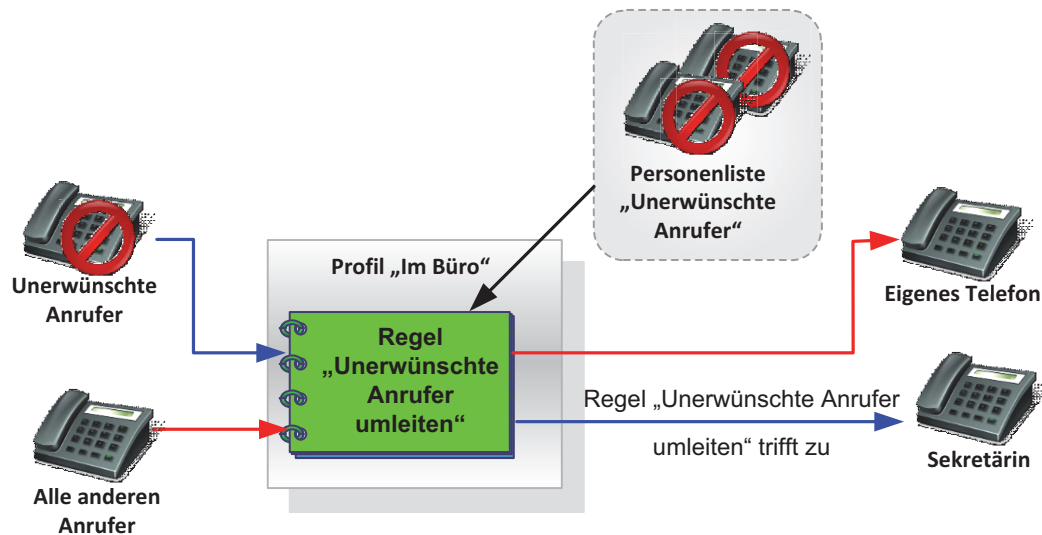 Personenliste
„Unerwünschte
Anrufer“
Unerwünschte
Anrufer
Profil „Im Büro“
Eigenes Telefon
Regel
„Unerwünschte
Anrufer
umleiten“
Regel „Unerwünschte Anrufer
umleiten“ trifft zu
Sekretärin
Alle anderen
Anrufer